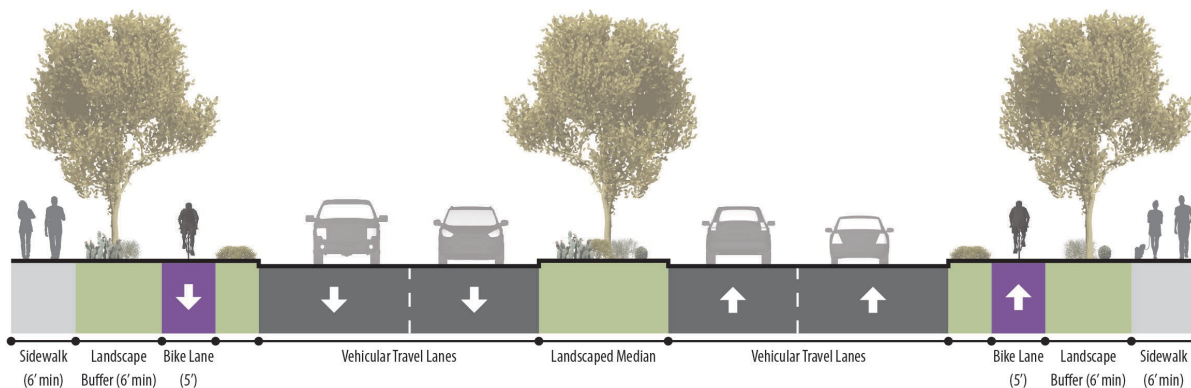 Sidewalk
(6’ min)
Landscape
Buffer (6’ min)
Bike Lane
(5’)
Vehicular Travel Lanes
Landscaped Median
Vehicular Travel Lanes
Bike Lane
(5’)
Landscape
Buffer (6’ min)
Sidewalk
(6’ min)